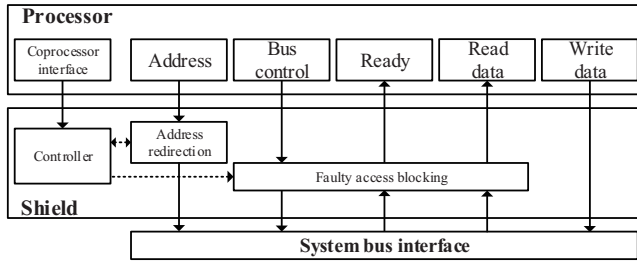 Processor
Coprocessor
interface
Address
Bus
control
Ready
Read
data
Write
data
Controller
Address
redirection
Faulty access blocking
Shield
System bus interface